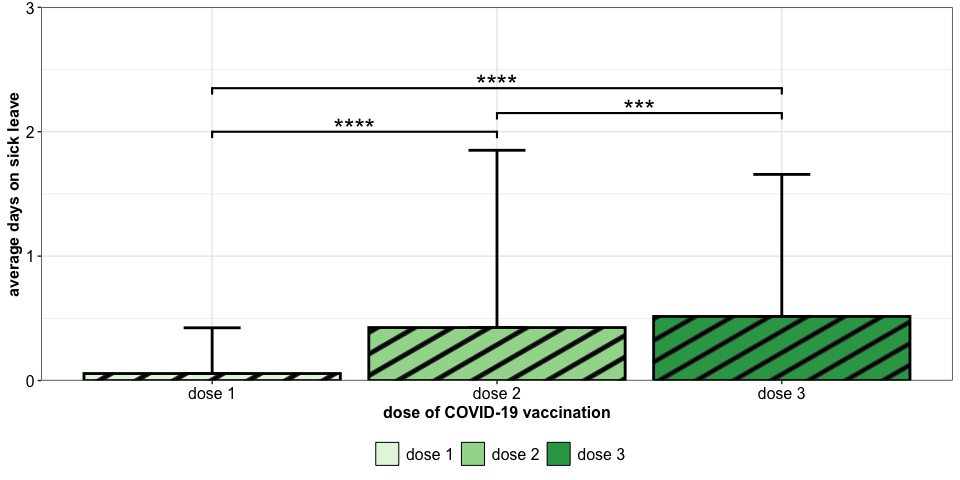 3
****
***
2
****
average days on sick leave
1
0
dose 1 dose 2 dose 3
dose of COVID-19 vaccination
dose 1 dose 2 dose 3